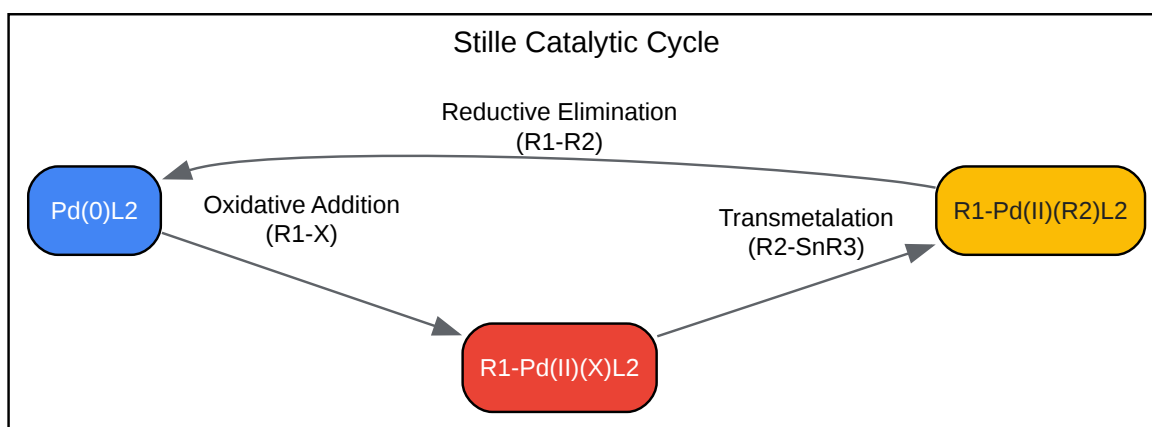 Stille Catalytic Cycle
Reductive Elimination
(R1-R2)
Pd(0)L2
Oxidative Addition
(R1-X)
Transmetalation
(R2-SnR3)
R1-Pd(II)(R2)L2
R1-Pd(II)(X)L2